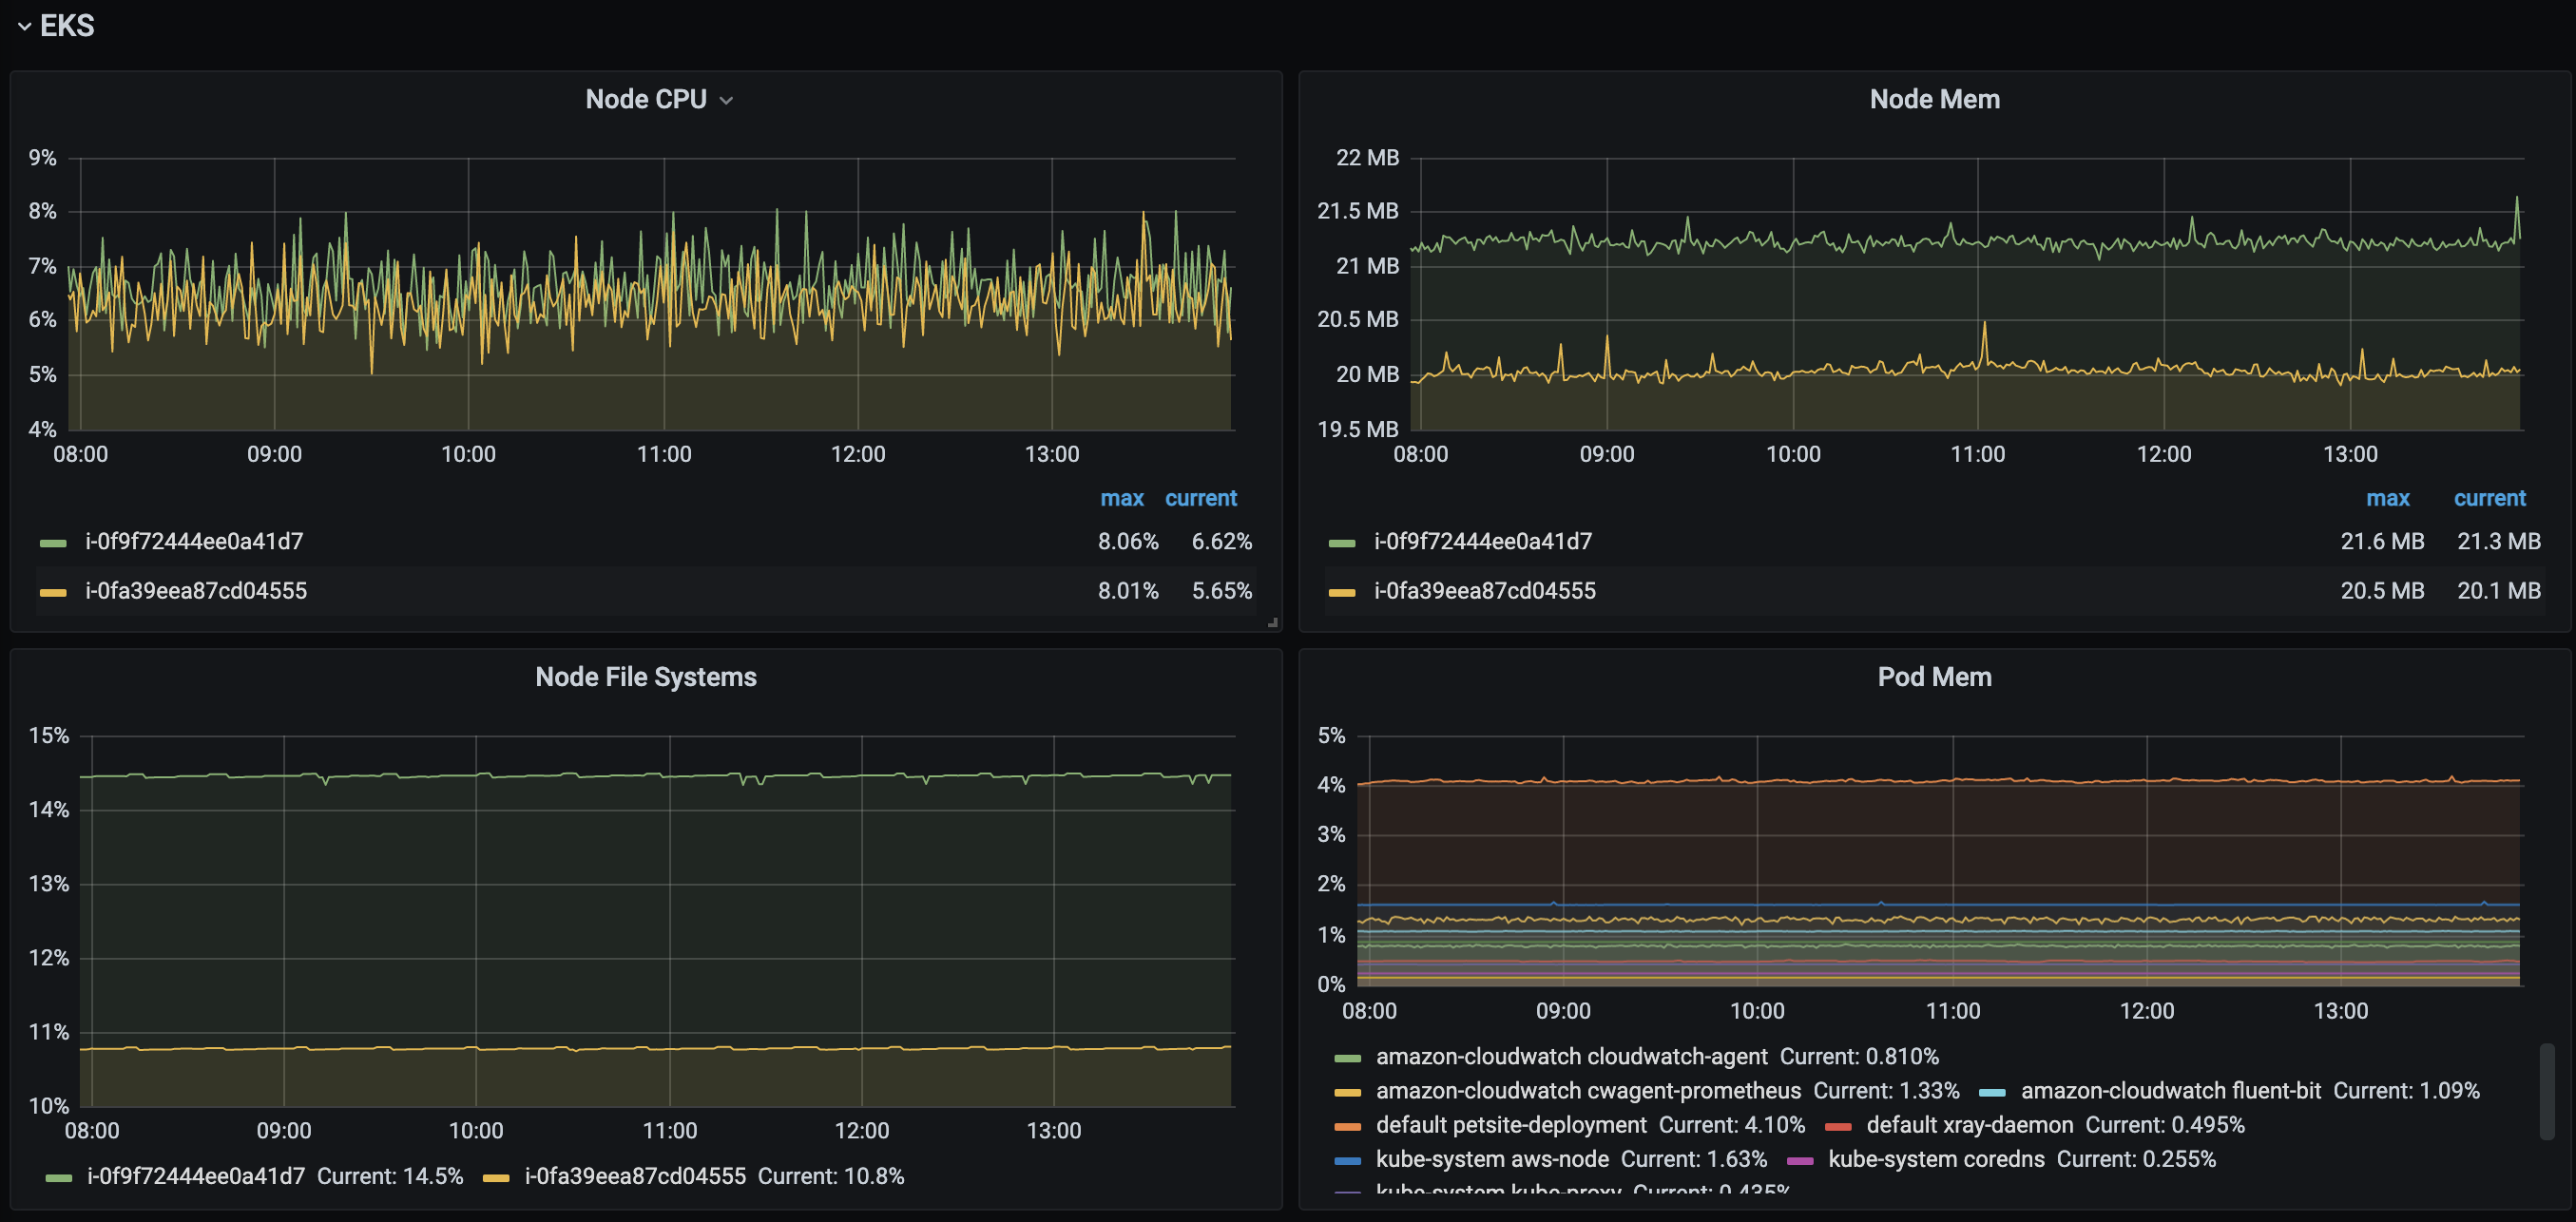 EKS
Node CPU
9%
8%
7%
6%
5%
4%
08:00 09:00 10:00 11:00 12:00 13:00
max current
i-0f9f72444ee0a41d7 8.06% 6.62%
i-0fa39eea87cd04555 8.01% 5.65%
Node Mem
22 MB
21.5 MB
21 MB
20.5 MB
20 MB
19.5 MB
08:00 09:00 10:00 11:00 12:00 13:00
max current
i-0f9f72444ee0a41d7 21.6 MB 21.3 MB
i-0fa39eea87cd04555 20.5 MB 20.1 MB
Node File Systems
15%
14%
13%
12%
11%
10%
08:00 09:00 10:00 11:00 12:00 13:00
i-0f9f72444ee0a41d7 Current: 14.5% i-0fa39eea87cd04555 Current: 10.8%
Pod Mem
5%
4%
3%
2%
1%
0%
08:00 09:00 10:00 11:00 12:00 13:00
amazon-cloudwatch cloudwatch-agent Current: 0.810%
amazon-cloudwatch cwagent-prometheus Current: 1.33% amazon-cloudwatch fluent-bit Current: 1.09%
default petsite-deployment Current: 4.10% default xray-daemon Current: 0.495%
kube-system aws-node Current: 1.63% kube-system coredns Current: 0.255%
kube-system kube-proxy Current: 0.435%